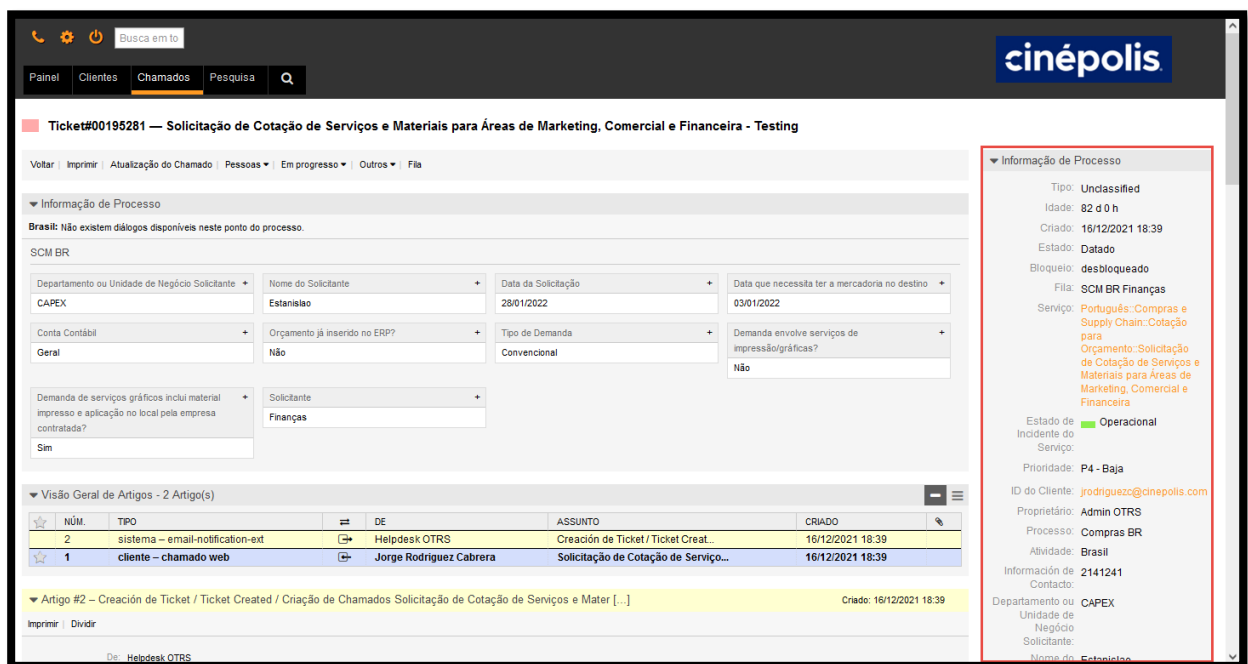 Busca em to
cinépolis
Painel Clientes Chamados Pesquisa
Ticket#00195281 — Solicitação de Cotação de Serviços e Materiais para Áreas de Marketing, Comercial e Financeira - Testing
Voltar | Imprimir | Atualização do Chamado | Pessoas | Em progresso | Outros | Fila
Informação de Processo
Brasil: Não existem diálogos disponíveis neste ponto do processo.
SCM BR
Departamento ou Unidade de Negócio Solicitante +
CAPEX
Nome do Solicitante +
Estanislao
Data da Solicitação +
28/01/2022
Data que necessita ter a mercadoria no destino +
03/01/2022
Conta Contábil +
Geral
Orçamento já inserido no ERP? +
Não
Tipo de Demanda +
Convencional
Demanda envolve serviços de +
impressão/gráficas?
Não
Demanda de serviços gráficos inclui material +
impresso e aplicação no local pela empresa
contratada?
Sim
Solicitante +
Finanças
Visão Geral de Artigos - 2 Artigo(s)
NÚM. TIPO DE ASSUNTO CRIADO
2 sistema – email-notification-ext Helpdesk OTRS Creación de Ticket / Ticket Creat... 16/12/2021 18:39
1 cliente – chamado web Jorge Rodriguez Cabrera Solicitação de Cotação de Serviço... 16/12/2021 18:39
Artigo #2 – Creación de Ticket / Ticket Created / Criação de Chamados Solicitação de Cotação de Serviços e Mater […] Criado: 16/12/2021 18:39
Imprimir | Dividir
De: Helpdesk OTRS
Informação de Processo
Tipo: Unclassified
Idade: 82 d 0 h
Criado: 16/12/2021 18:39
Estado: Datado
Bloqueio: desbloqueado
Fila: SCM BR Finanças
Serviço: Português::Compras e
Supply Chain::Cotação
para
Orçamento::Solicitação
de Cotação de Serviços e
Materiais para Áreas de
Marketing, Comercial e
Financeira
Estado de Operacional
Incidente do
Serviço:
Prioridade: P4 - Baja
ID do Cliente: jrodriguezc@cinepolis.com
Proprietário: Admin OTRS
Processo: Compras BR
Atividade: Brasil
Información de 2141241
Contacto:
Departamento ou CAPEX
Unidade de
Negócio
Solicitante:
Nome do Estanislao